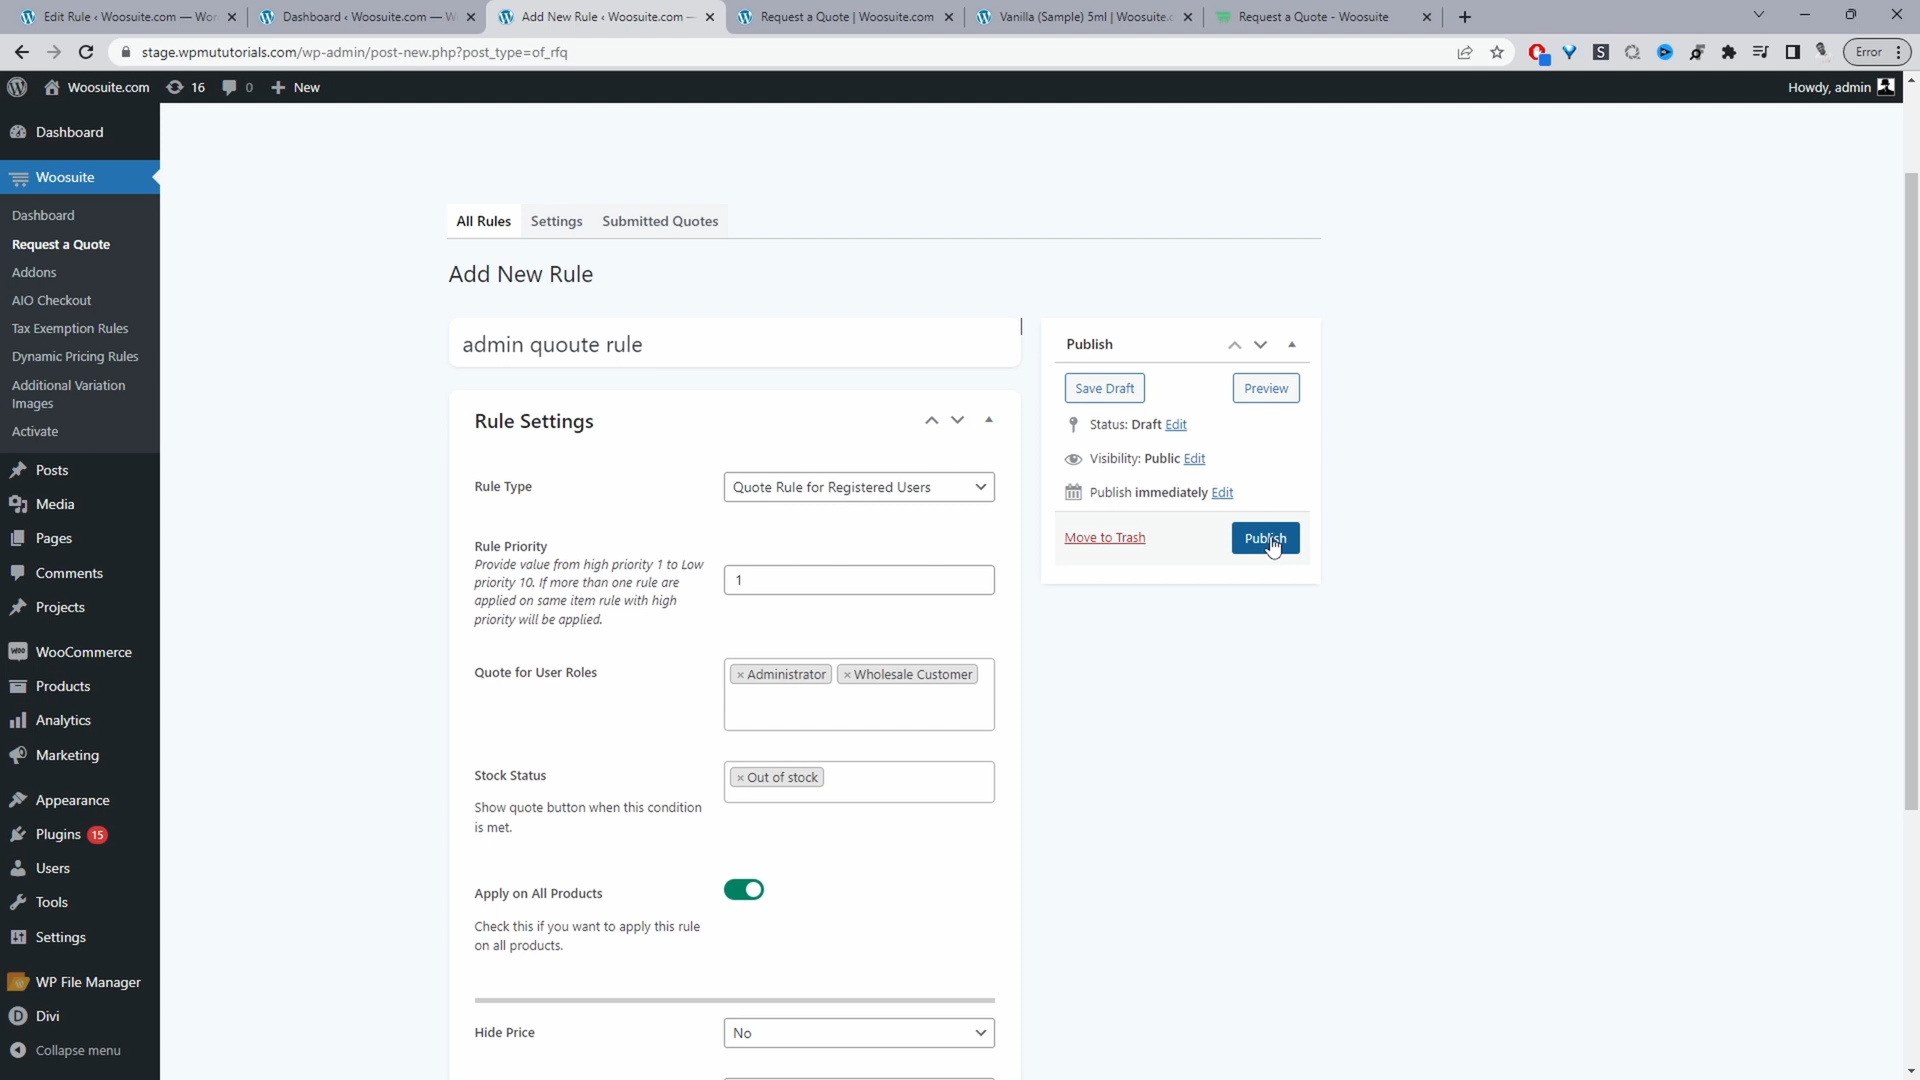 Edit Rule ‹ Woosuite.com — Wor
Dashboard ‹ Woosuite.com — W
Add New Rule ‹ Woosuite.com —
Request a Quote | Woosuite.com
Vanilla (Sample) 5ml | Woosuite.c
Request a Quote - Woosuite
stage.wpmututorials.com/wp-admin/post-new.php?post_type=of_rfq
Error
Woosuite.com
16
0
New
Howdy, admin
Dashboard
Woosuite
Dashboard
Request a Quote
Addons
AIO Checkout
Tax Exemption Rules
Dynamic Pricing Rules
Additional Variation
Images
Activate
Posts
Media
Pages
Comments
Projects
WooCommerce
Products
Analytics
Marketing
Appearance
Plugins 15
Users
Tools
Settings
WP File Manager
Divi
Collapse menu
All Rules Settings Submitted Quotes
Add New Rule
admin quoute rule
Rule Settings
Rule Type
Quote Rule for Registered Users
Rule Priority
Provide value from high priority 1 to Low
priority 10. If more than one rule are
applied on same item rule with high
priority will be applied.
1
Quote for User Roles
× Administrator × Wholesale Customer
Stock Status
× Out of stock
Show quote button when this condition
is met.
Apply on All Products
Check this if you want to apply this rule
on all products.
Hide Price
No
Publish
Save Draft
Preview
Status: Draft Edit
Visibility: Public Edit
Publish immediately Edit
Move to Trash
Publish